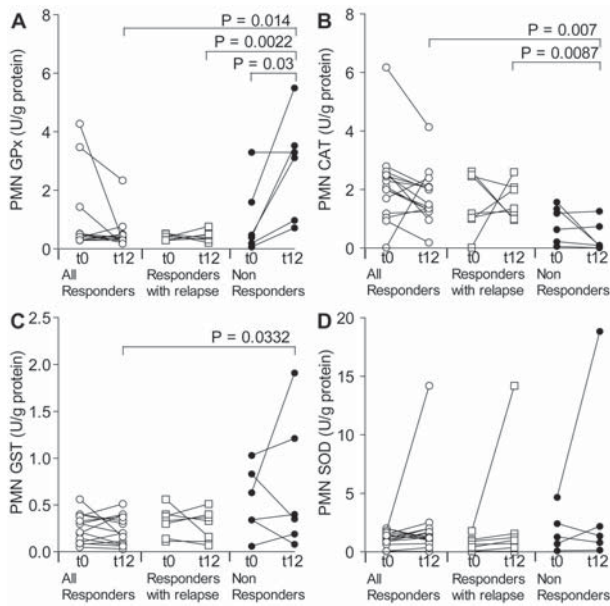 A
P = 0.014
P = 0.0022
P = 0.03
PMN GPx (U/g protein)
8
6
4
2
0
t0 t12 t0 t12 t0 t12
All Responders Non
Responders with relapse Responders
B
P = 0.007
P = 0.0087
PMN CAT (U/g protein)
8
6
4
2
0
t0 t12 t0 t12 t0 t12
All Responders Non
Responders with relapse Responders
C
P = 0.0332
PMN GST (U/g protein)
2.5
2.0
1.5
1.0
0.5
0.0
t0 t12 t0 t12 t0 t12
All Responders Non
Responders with relapse Responders
D
PMN SOD (U/g protein)
20
15
10
5
2
0
t0 t12 t0 t12 t0 t12
All Responders Non
Responders with relapse Responders